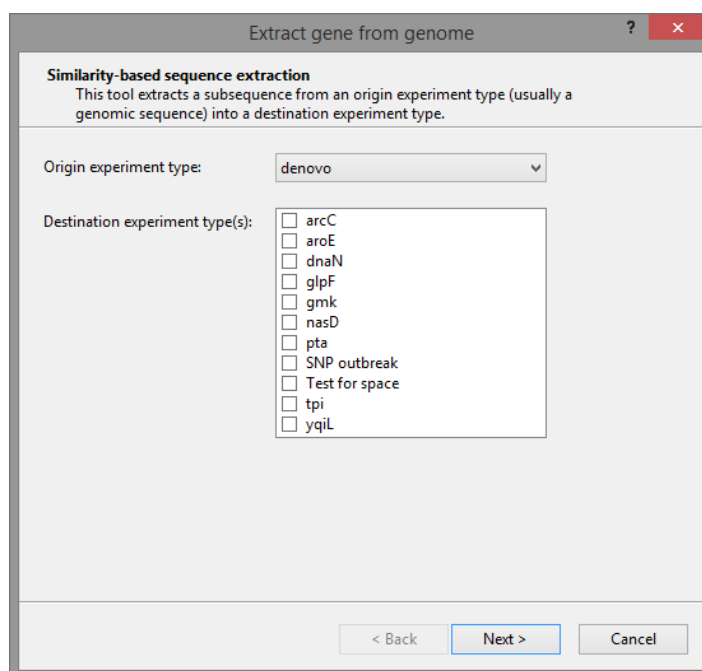 Extract gene from genome
?
Similarity-based sequence extraction
This tool extracts a subsequence from an origin experiment type (usually a
genomic sequence) into a destination experiment type.
Origin experiment type:
denovo
Destination experiment type(s):
arcC
aroE
dnaN
glpF
gmk
nasD
pta
SNP outbreak
Test for space
tpi
yqiL
< Back
Next >
Cancel